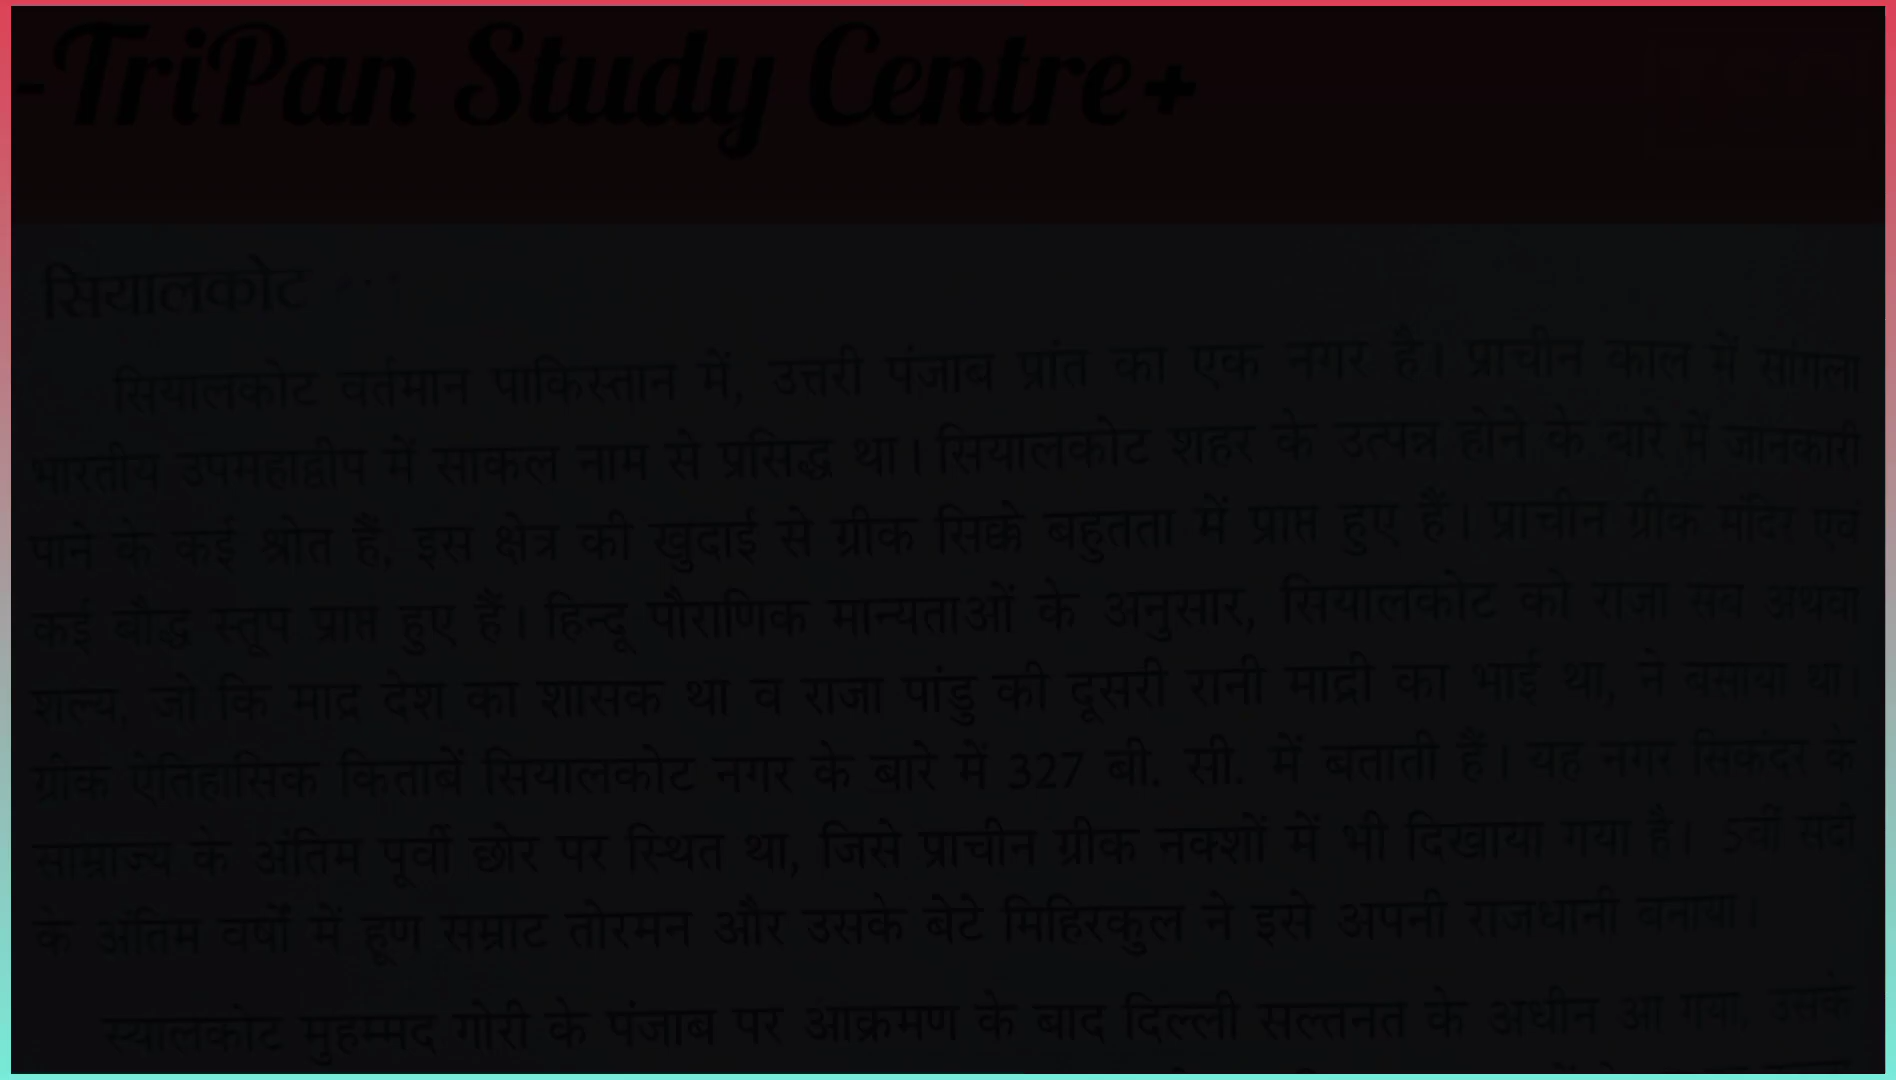 -TriPan Study Centre+
सियालकोट
सियालकोट वर्तमान पाकिस्तान में, उत्तरी पंजाब प्रांत का एक नगर है। प्राचीन काल में सांगला
भारतीय उपमहाद्वीप में साकल नाम से प्रसिद्ध था। सियालकोट शहर के उत्पन्न होने के बारे में जानकारी
पाने के कई श्रोत हैं, इस क्षेत्र की खुदाई से ग्रीक सिक्के बहुतता में प्राप्त हुए हैं। प्राचीन ग्रीक मंदिर एवं
कई बौद्ध स्तूप प्राप्त हुए हैं। हिन्दू पौराणिक मान्यताओं के अनुसार, सियालकोट को राजा सब अथवा
शल्य, जो कि माद्र देश का शासक था व राजा पांडु की दूसरी रानी माद्री का भाई था, ने बसाया था।
ग्रीक ऐतिहासिक किताबें सियालकोट नगर के बारे में 327 बी. सी. में बताती हैं। यह नगर सिकंदर के
साम्राज्य के अंतिम पूर्वी छोर पर स्थित था, जिसे प्राचीन ग्रीक नक्शों में भी दिखाया गया है। 5वीं सदी
के अंतिम वर्षों में हूण सम्राट तोरमन और उसके बेटे मिहिरकुल ने इसे अपनी राजधानी बनाया।
स्यालकोट मुहम्मद गोरी के पंजाब पर आक्रमण के बाद दिल्ली सल्तनत के अधीन आ गया, उसके